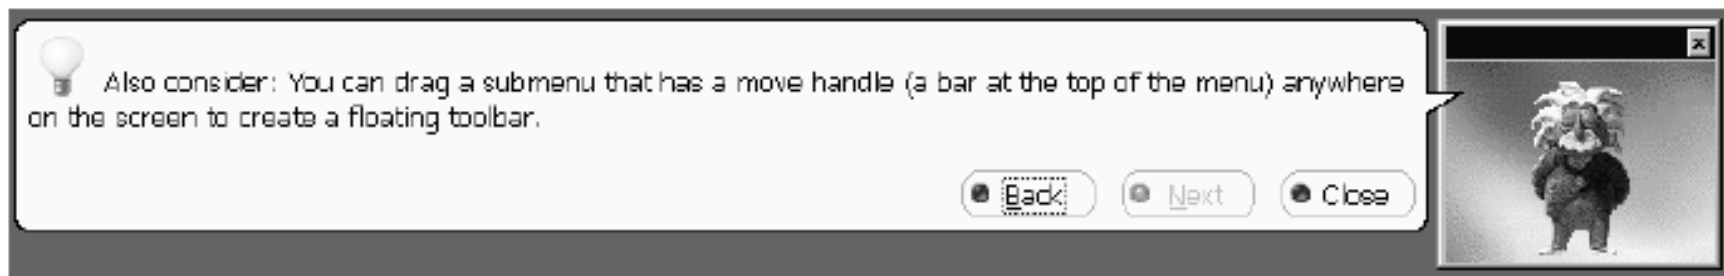 Also consider: You can drag a submenu that has a move handle (a bar at the top of the menu) anywhere
on the screen to create a floating toolbar.
Back Next Close